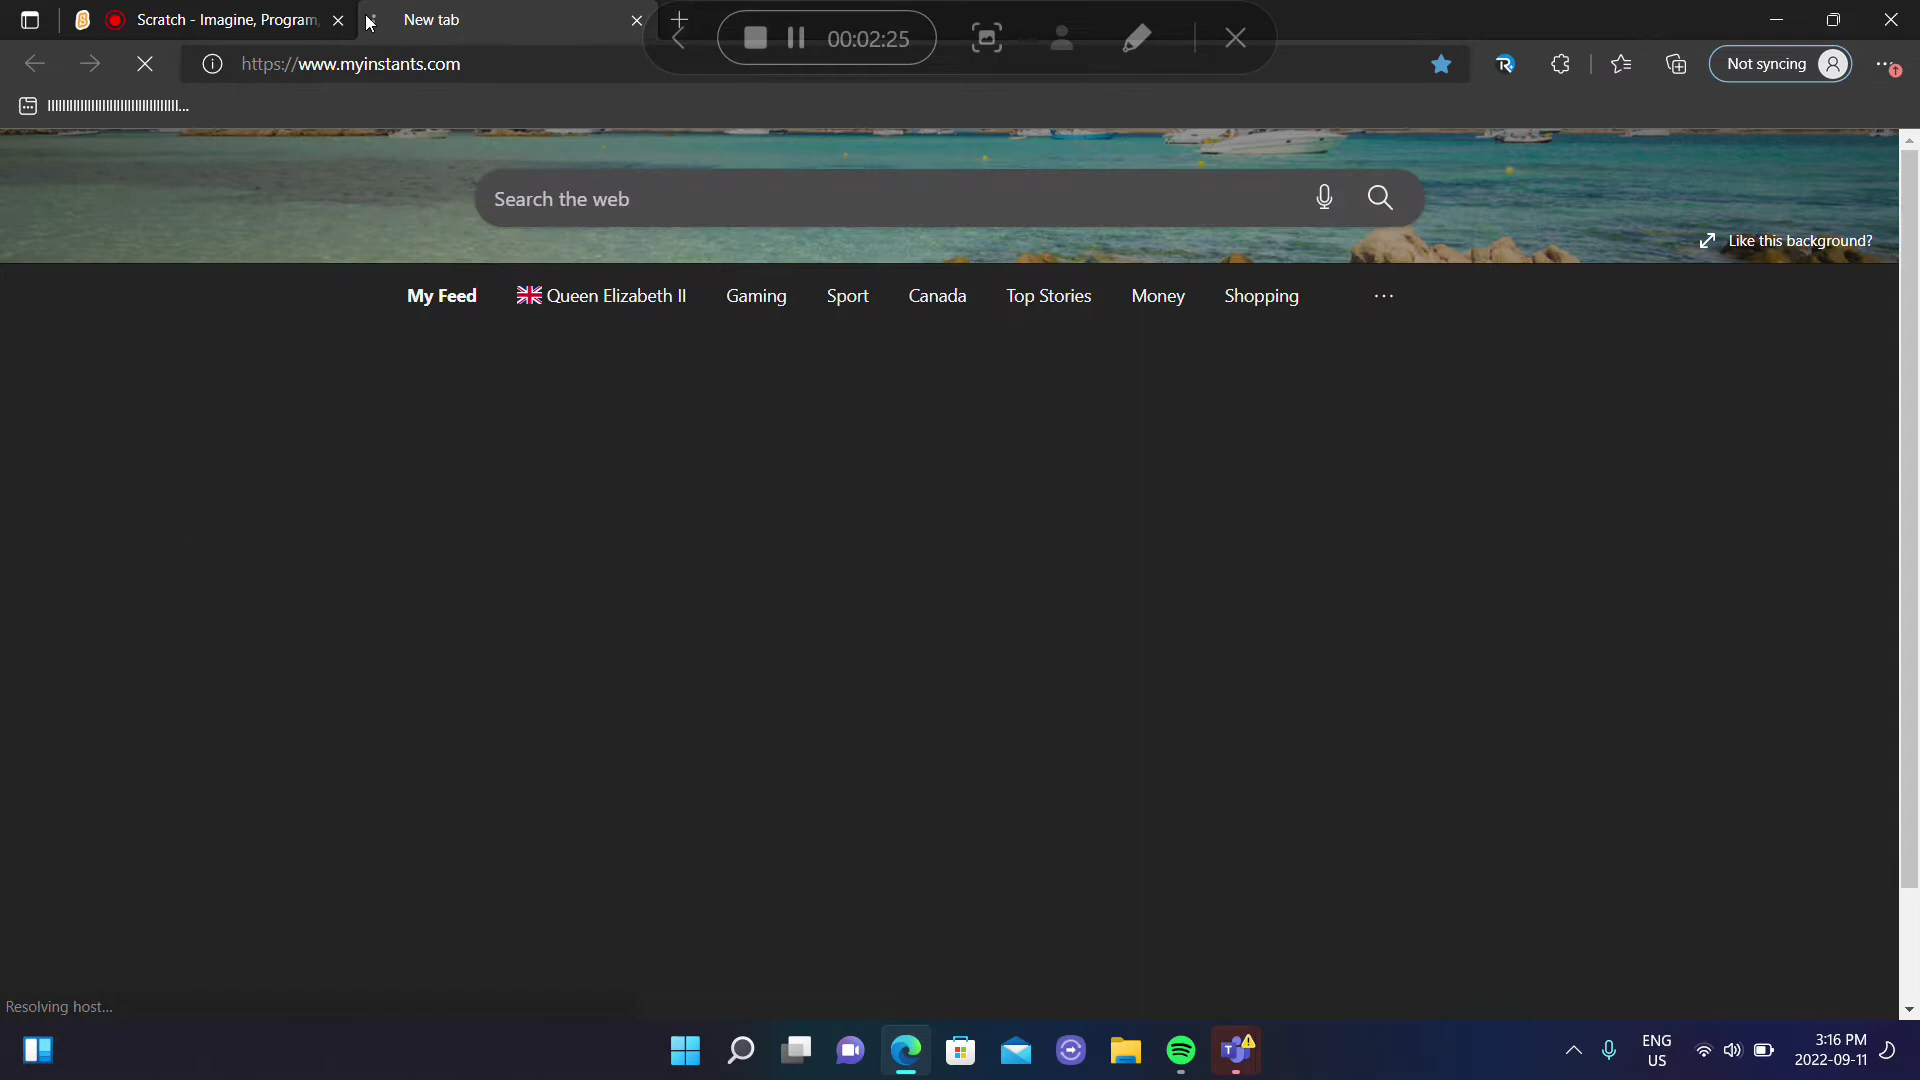 Scratch - Imagine, Program,
New tab
00:02:25
https://www.myinstants.com
Not syncing
Search the web
Like this background?
My Feed
Queen Elizabeth II
Gaming
Sport
Canada
Top Stories
Money
Shopping
Resolving host...
ENG
US
3:16 PM
2022-09-11